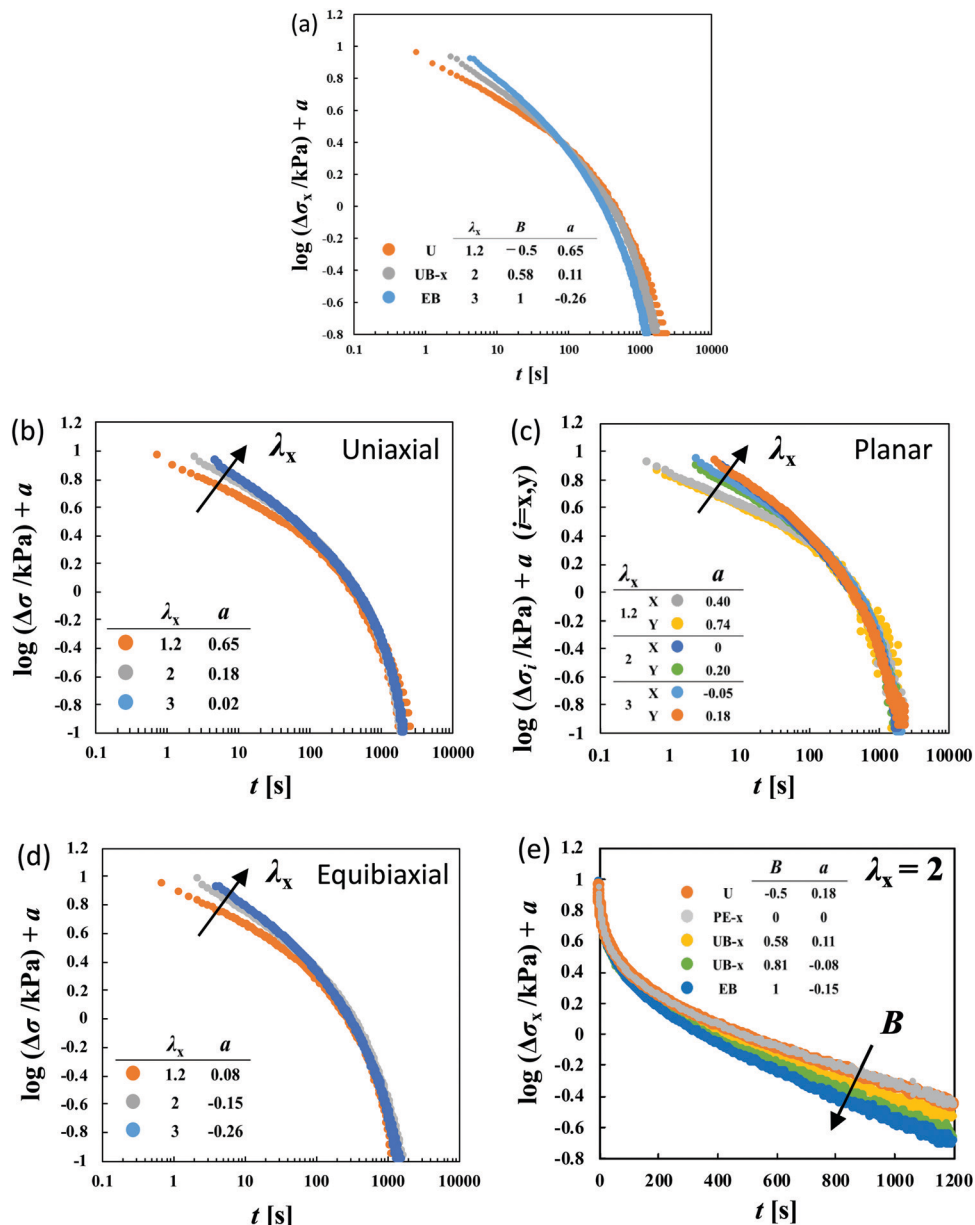 (a)
log (Δσx /kPa) + a
1.2
1
0.8
0.6
0.4
0.2
0
-0.2
-0.4
-0.6
-0.8
λx B a
U 1.2 −0.5 0.65
UB-x 2 0.58 0.11
EB 3 1 -0.26
0.1 1 10 100 1000 10000
t [s]
(b)
Uniaxial
λx
log (Δσ /kPa) + a
1.2
1
0.8
0.6
0.4
0.2
0
-0.2
-0.4
-0.6
-0.8
-1
λx a
1.2 0.65
2 0.18
3 0.02
0.1 1 10 100 1000 10000
t [s]
(c)
Planar
λx
log (Δσi /kPa) + a (i=x,y)
1.2
1
0.8
0.6
0.4
0.2
0
-0.2
-0.4
-0.6
-0.8
-1
λx a
1.2 X 0.40
Y 0.74
2 X 0
Y 0.20
3 X -0.05
Y 0.18
0.1 1 10 100 1000 10000
t [s]
(d)
Equibiaxial
λx
log (Δσ /kPa) + a
1.2
1
0.8
0.6
0.4
0.2
0
-0.2
-0.4
-0.6
-0.8
-1
λx a
1.2 0.08
2 -0.15
3 -0.26
0.1 1 10 100 1000 10000
t [s]
(e)
λx = 2
log (Δσx /kPa) + a
1.2
1
0.8
0.6
0.4
0.2
0
-0.2
-0.4
-0.6
-0.8
B a
U -0.5 0.18
PE-x 0 0
UB-x 0.58 0.11
UB-x 0.81 -0.08
EB 1 -0.15
B
0 200 400 600 800 1000 1200
t [s]